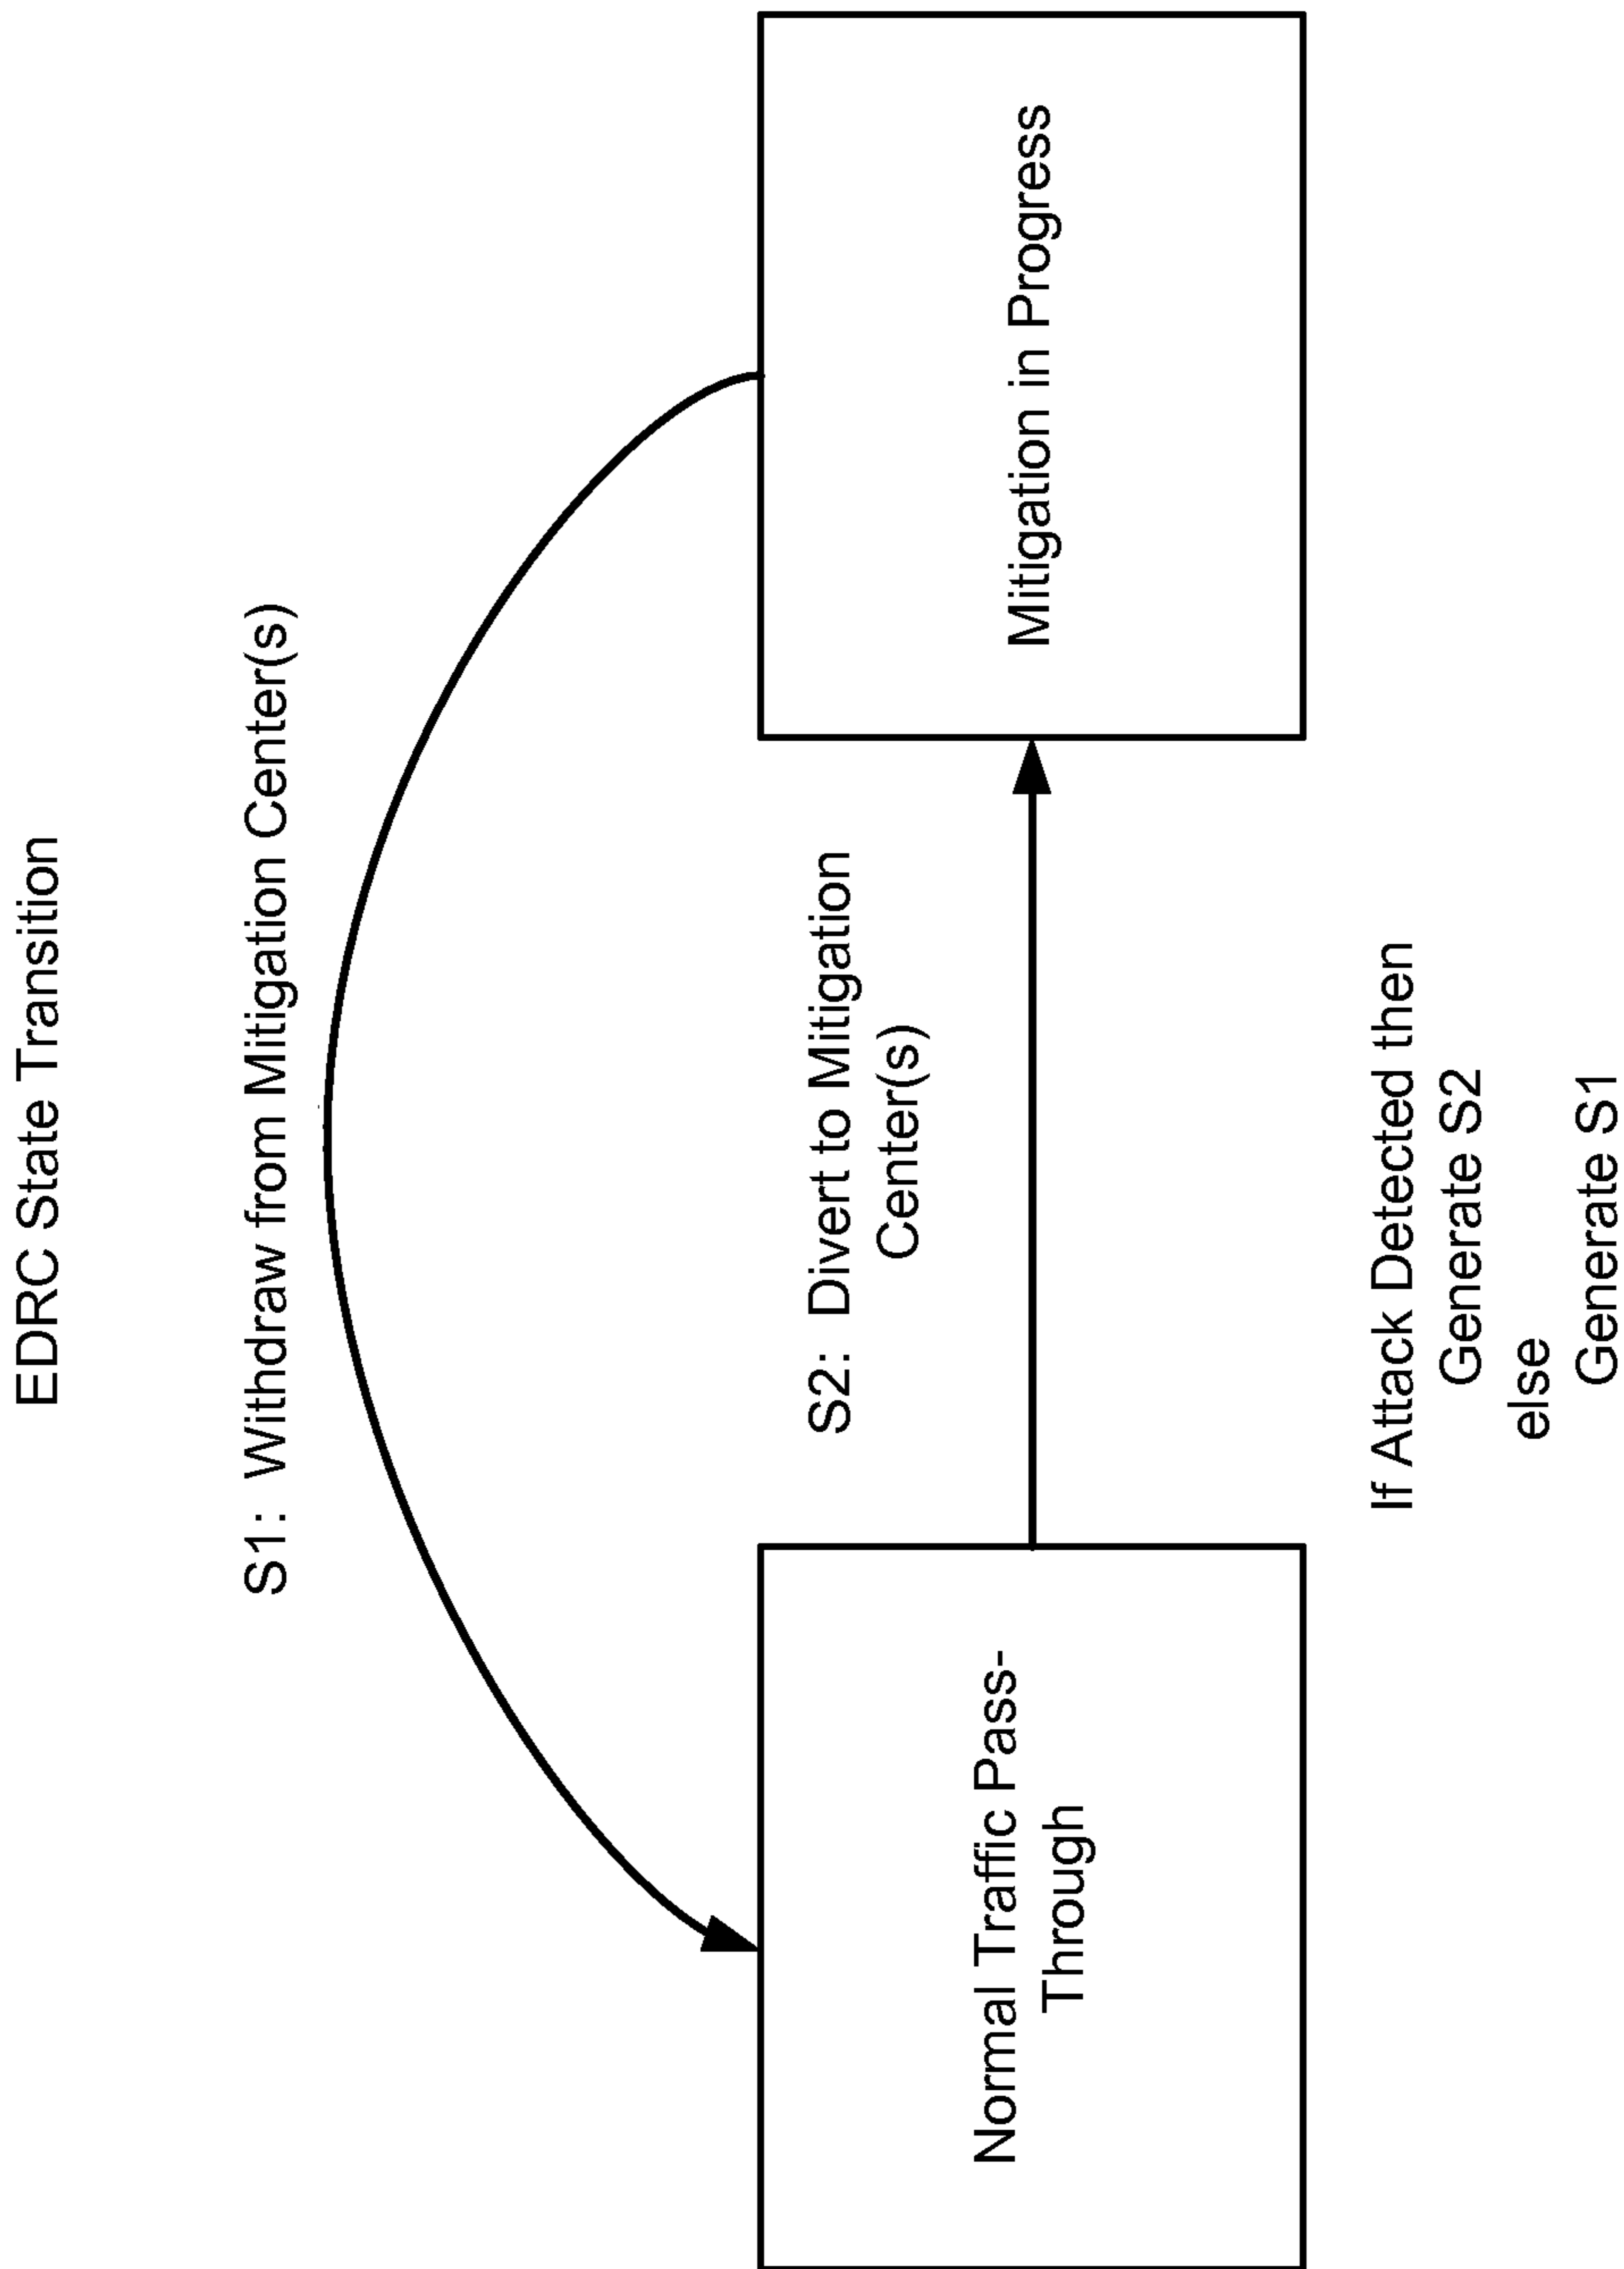 EDRC State Transition
S1: Withdraw from Mitigation Center(s)
S2: Divert to Mitigation
Center(s)
Normal Traffic Pass-
Through
Mitigation in Progress
If Attack Detected then
Generate S2
else
Generate S1